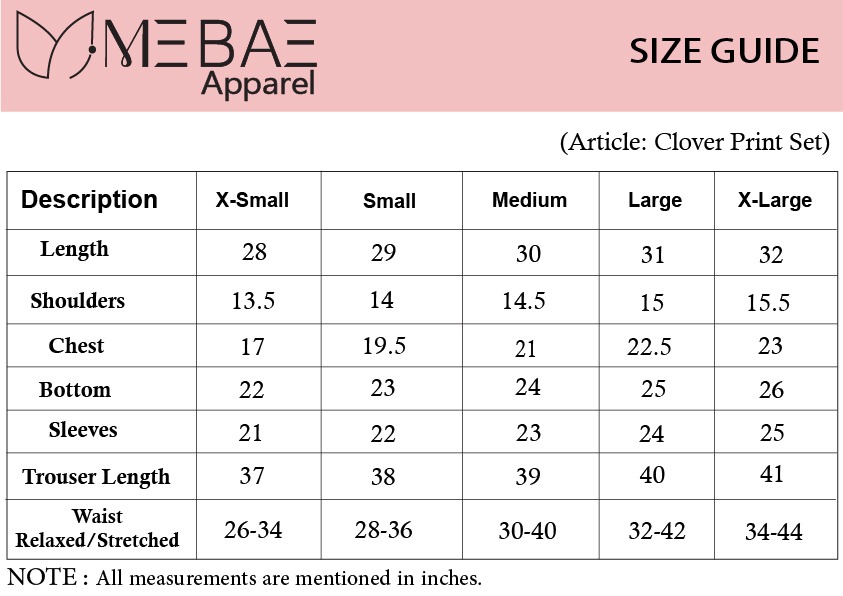 MEBAE
Apparel
SIZE GUIDE
(Article: Clover Print Set)
Description X-Small Small Medium Large X-Large
Length 28 29 30 31 32
Shoulders 13.5 14 14.5 15 15.5
Chest 17 19.5 21 22.5 23
Bottom 22 23 24 25 26
Sleeves 21 22 23 24 25
Trouser Length 37 38 39 40 41
Waist
Relaxed/Stretched 26-34 28-36 30-40 32-42 34-44
NOTE : All measurements are mentioned in inches.